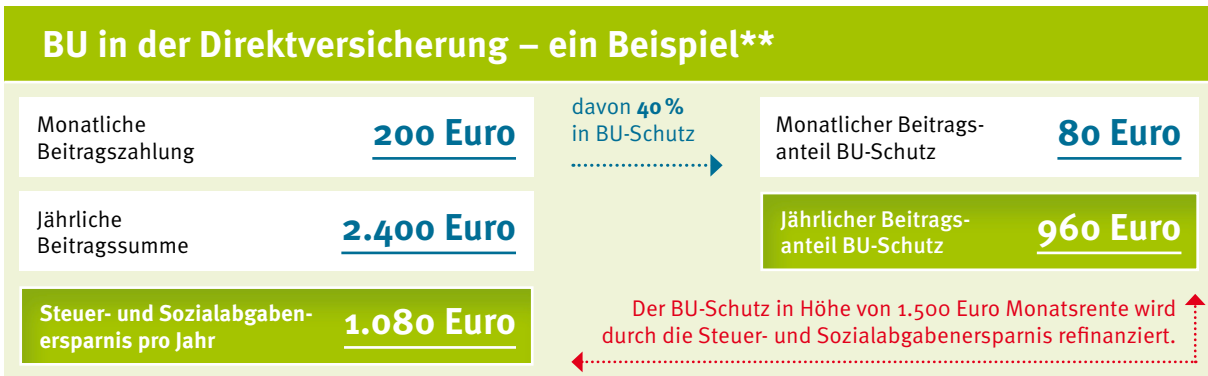 BU in der Direktversicherung – ein Beispiel**
Monatliche
Beitragszahlung
200 Euro
davon 40 %
in BU-Schutz
Monatlicher Beitrags-
anteil BU-Schutz
80 Euro
Jährliche
Beitragssumme
2.400 Euro
Jährlicher Beitrags-
anteil BU-Schutz
960 Euro
Steuer- und Sozialabgaben-
ersparnis pro Jahr
1.080 Euro
Der BU-Schutz in Höhe von 1.500 Euro Monatsrente wird
durch die Steuer- und Sozialabgabenersparnis refinanziert.